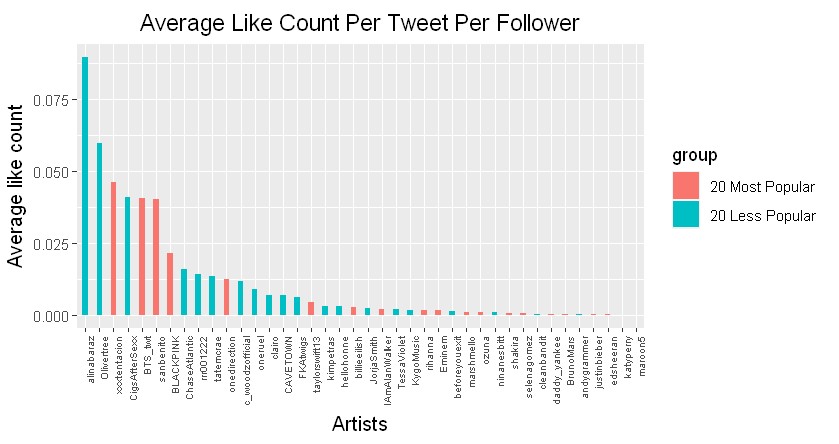 Average Like Count Per Tweet Per Follower
Average like count
0.075
0.050
0.025
0.000
alinabaraz
Olivertree
xxxtentacion
CigsAfterSexx
BTS_twt
sanbenito
BLACKPINK
ChaseAtlantic
rrr001222
tatemcrae
onedirection
c_woodzofficial
oneruel
clairo
CAVETOWN
FKAtwigs
taylorswift13
kimpetras
hellohonne
billieeilish
JorjaSmith
IAmAlanWalker
TessaViolet
KygoMusic
rihanna
Eminem
beforeyouexit
marshmello
ozuna
ninanesbitt
shakira
selenagomez
cleanbandit
daddy_yankee
BrunoMars
andygrammer
justinbieber
edsheeran
katyperry
maroon5
Artists
group
20 Most Popular
20 Less Popular